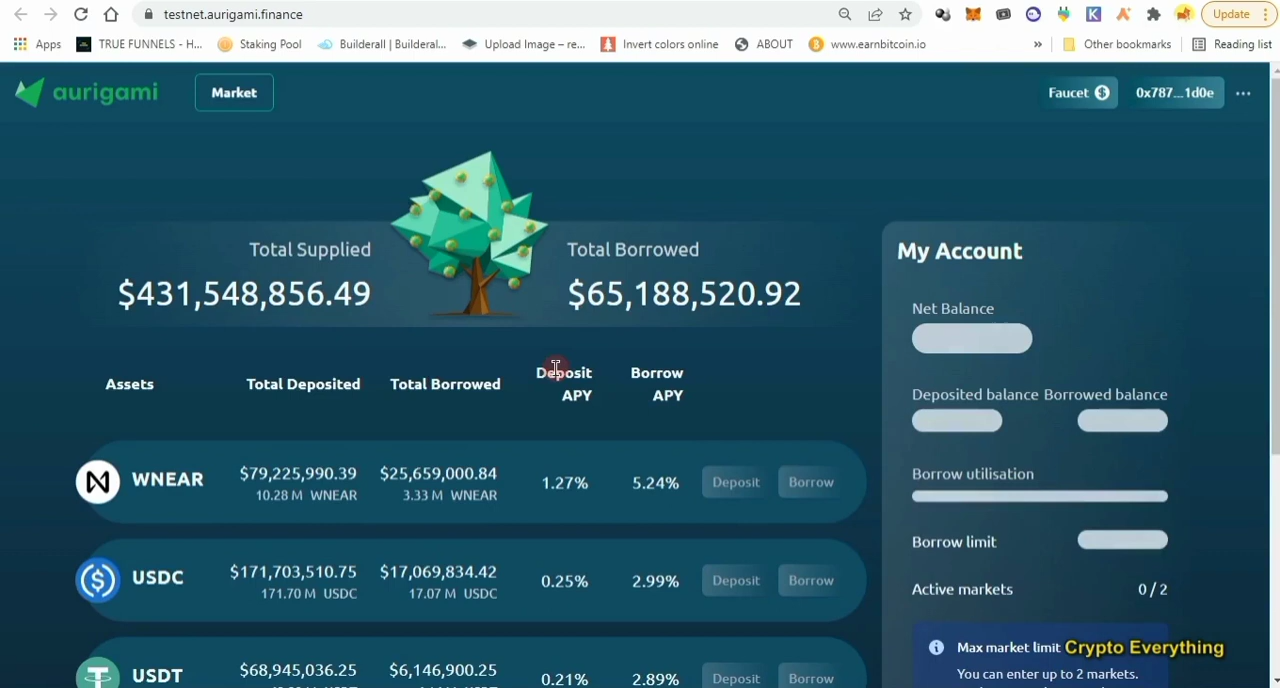 testnet.aurigami.finance
Update
Apps
TRUE FUNNELS - H...
Staking Pool
Builderall | Builderal...
Upload Image – re...
Invert colors online
ABOUT
www.earnbitcoin.io
»
Other bookmarks
Reading list
aurigami
Market
Faucet
0x787...1d0e
Total Supplied
$431,548,856.49
Total Borrowed
$65,188,520.92
Assets
Total Deposited
Total Borrowed
Deposit
APY
Borrow
APY
WNEAR
$79,225,990.39
10.28 M WNEAR
$25,659,000.84
3.33 M WNEAR
1.27%
5.24%
Deposit
Borrow
USDC
$171,703,510.75
171.70 M USDC
$17,069,834.42
17.07 M USDC
0.25%
2.99%
Deposit
Borrow
USDT
$68,945,036.25
$6,146,900.25
0.21%
2.89%
Deposit
Borrow
My Account
Net Balance
Deposited balance
Borrowed balance
Borrow utilisation
Borrow limit
Active markets
0 / 2
Max market limit
You can enter up to 2 markets.
Crypto Everything